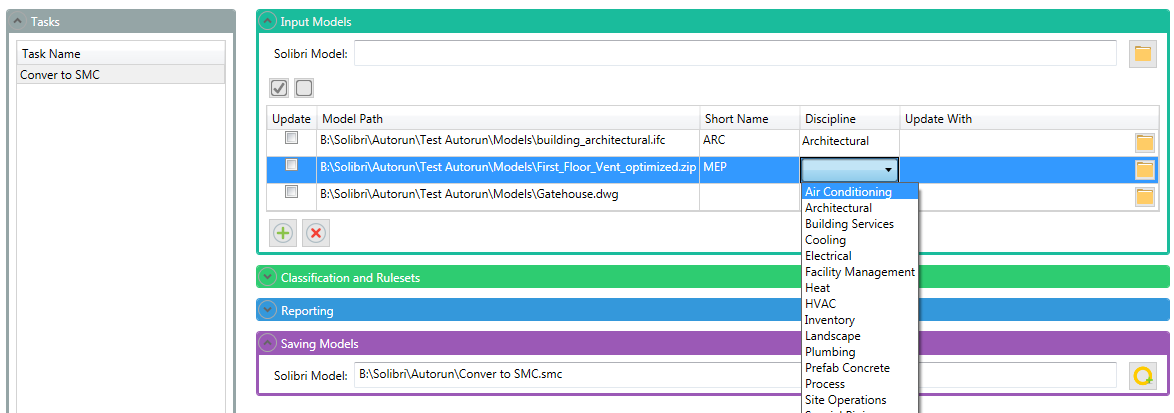 Tasks
Task Name
Conver to SMC
Input Models
Solibri Model:
Update Model Path Short Name Discipline Update With
B:\Solibri\Autorun\Test Autorun\Models\building_architectural.ifc ARC Architectural
B:\Solibri\Autorun\Test Autorun\Models\First_Floor_Vent_optimized.zip MEP
B:\Solibri\Autorun\Test Autorun\Models\Gatehouse.dwg
Air Conditioning
Architectural
Building Services
Cooling
Electrical
Facility Management
Heat
HVAC
Inventory
Landscape
Plumbing
Prefab Concrete
Process
Site Operations
Classification and Rulesets
Reporting
Saving Models
Solibri Model: B:\Solibri\Autorun\Conver to SMC.smc